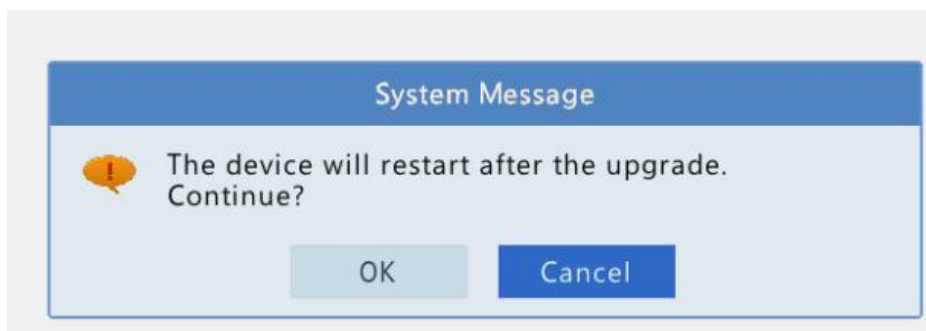 System Message
The device will restart after the upgrade.
Continue?
OK
Cancel